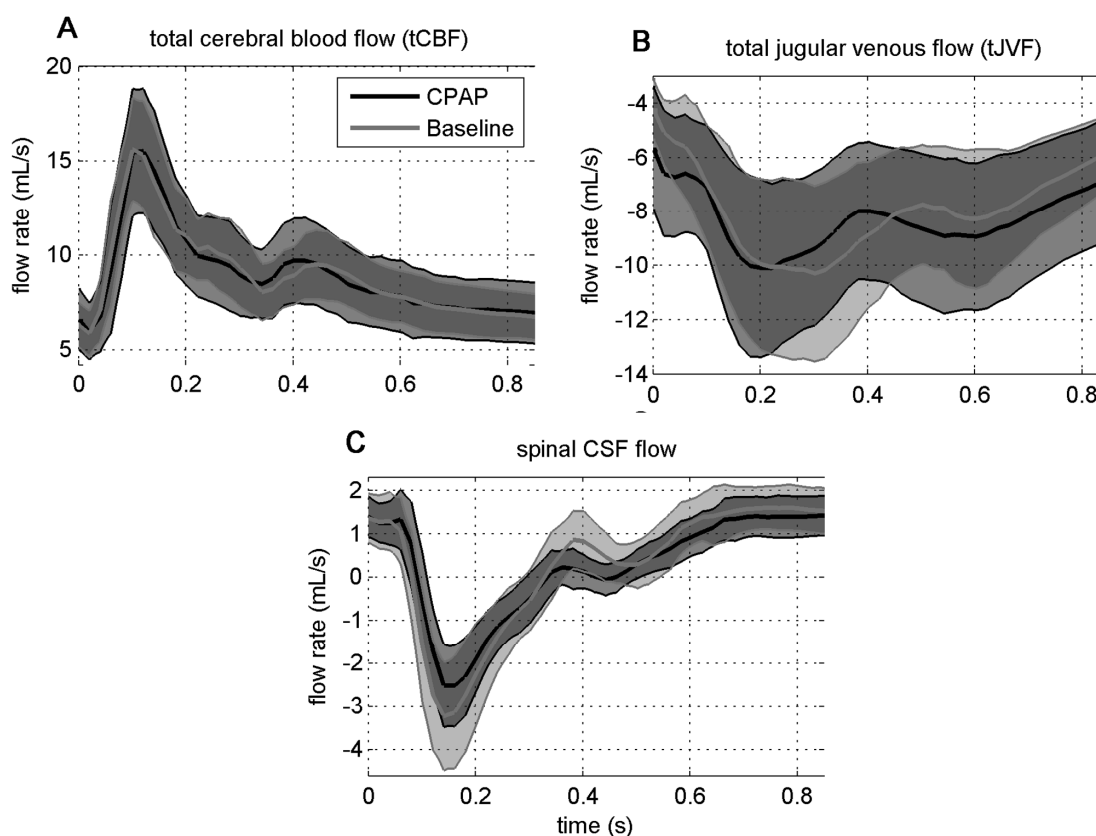 A
total cerebral blood flow (tCBF)
20
15
10
5
flow rate (mL/s)
CPAP
Baseline
0 0.2 0.4 0.6 0.8
B
total jugular venous flow (tJVF)
-4
-6
-8
-10
-12
-14
flow rate (mL/s)
0 0.2 0.4 0.6 0.8
C
spinal CSF flow
2
1
0
-1
-2
-3
-4
flow rate (mL/s)
0 0.2 0.4 0.6 0.8
time (s)